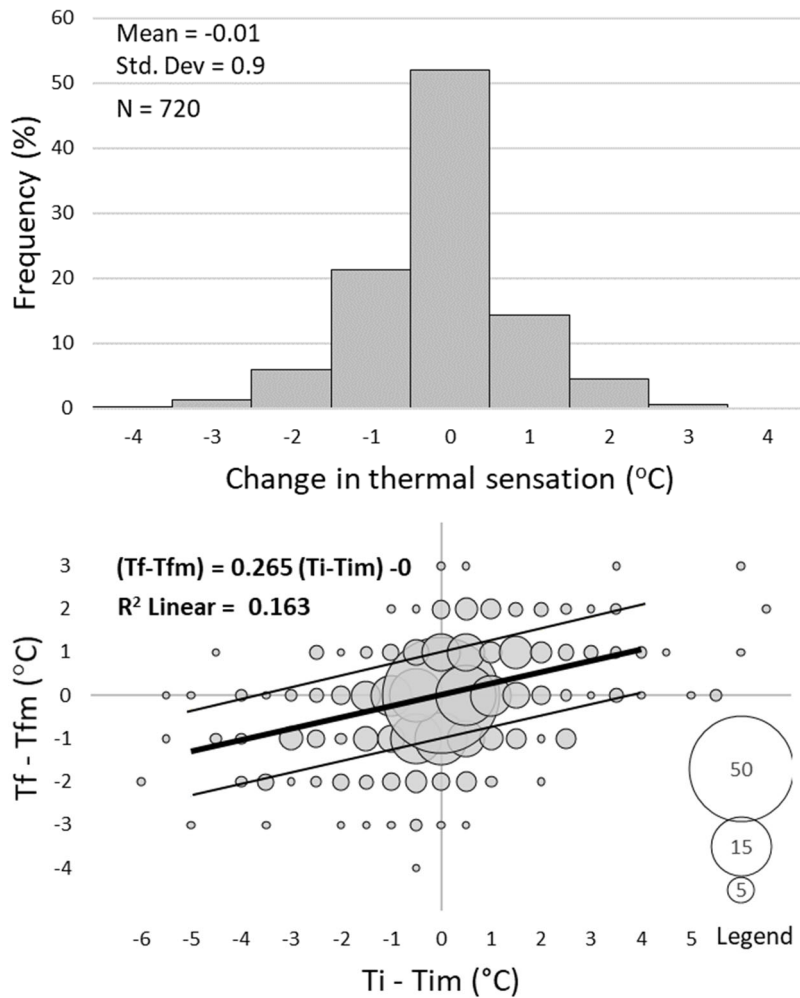 60
Mean = -0.01
Std. Dev = 0.9
50
N = 720
40
30
20
10
0
Frequency (%)
-4 -3 -2 -1 0 1 2 3 4
Change in thermal sensation (°C)
3
(Tf-Tfm) = 0.265 (Ti-Tim) -0
R² Linear = 0.163
2
1
0
-1
-2
-3
-4
Tf - Tfm (°C)
50
15
5
-6 -5 -4 -3 -2 -1 0 1 2 3 4 5 Legend
Ti - Tim (°C)